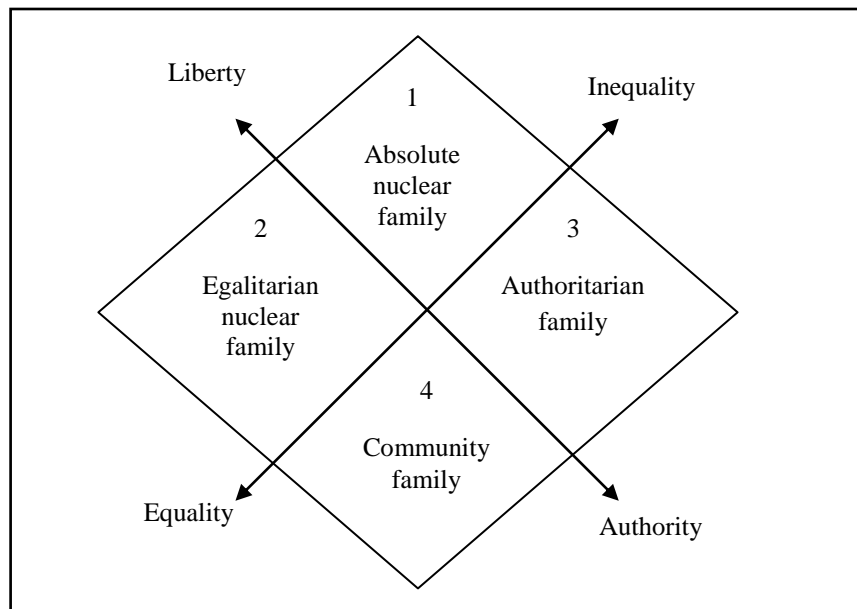 Liberty
Inequality
1
Absolute
nuclear
family
2
Egalitarian
nuclear
family
3
Authoritarian
family
4
Community
family
Equality
Authority